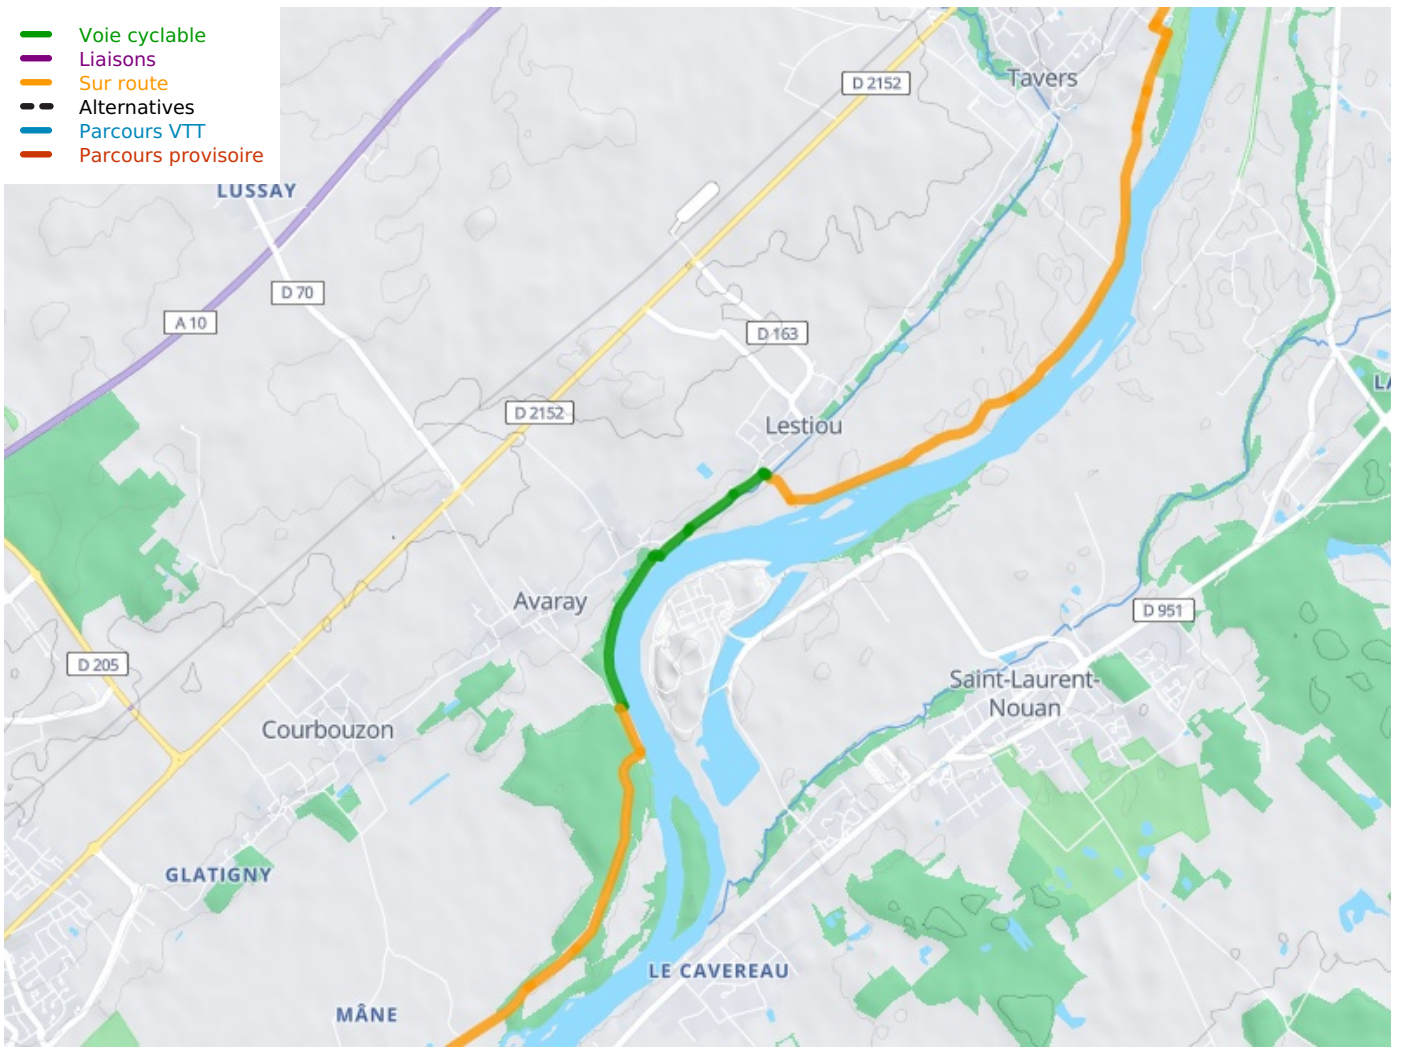 Voie cyclable
Liaisons
Sur route
Alternatives
Parcours VTT
Parcours provisoire
Tavers
D 2152
LUSSAY
D 70
A 10
D 163
LA
D 2152
Lestiou
Avaray
D 951
D 205
Saint-Laurent-
Nouan
Courbouzon
GLATIGNY
LE CAVEREAU
MÂNE